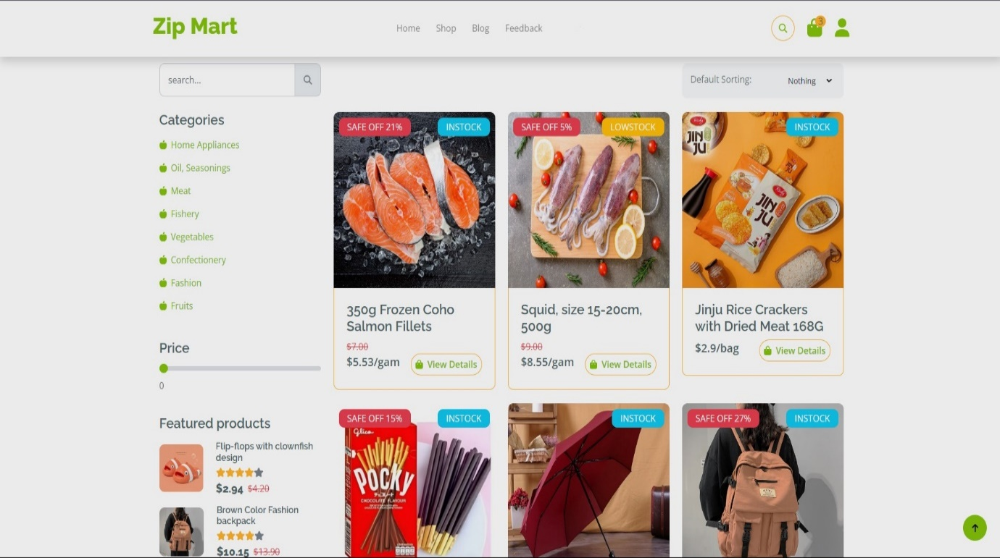 Zip Mart
Home
Shop
Blog
Feedback
3
search...
Default Sorting:
Nothing
Categories
Home Appliances
Oil, Seasonings
Meat
Fishery
Vegetables
Confectionery
Fashion
Fruits
Price
0
Featured products
Flip-flops with clownfish
design
$2.94 $4.20
Brown Color Fashion
backpack
$10.15 $13.90
SAFE OFF 21%
INSTOCK
350g Frozen Coho
Salmon Fillets
$7.00
$5.53/gam
View Details
SAFE OFF 5%
LOWSTOCK
Squid, size 15-20cm,
500g
$9.00
$8.55/gam
View Details
INSTOCK
JIN
JU
JIN
JU
Jinju Rice Crackers
with Dried Meat 168G
$2.9/bag
View Details
SAFE OFF 15%
INSTOCK
Glico
POCKY
CHOCOLATE FLAVOUR
INSTOCK
SAFE OFF 27%
INSTOCK